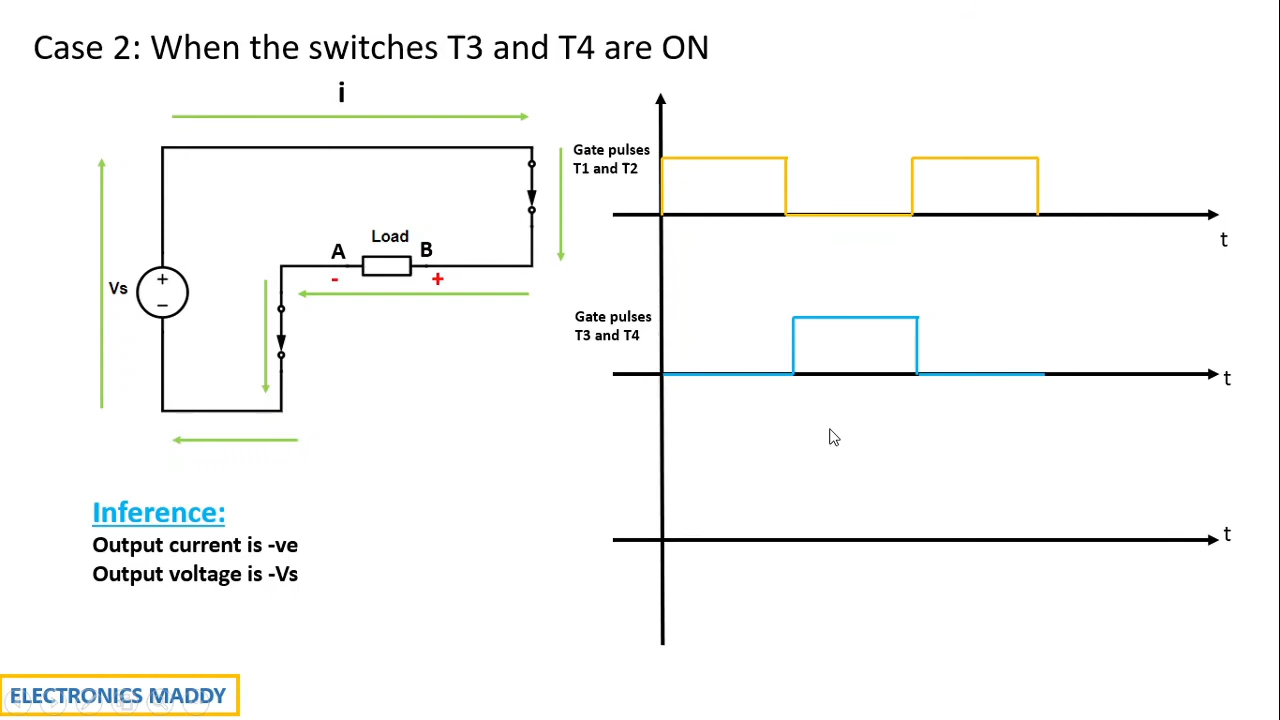 Case 2: When the switches T3 and T4 are ON
i
Gate pulses
T1 and T2
t
Load
A
B
-
+
Vs
+
−
Gate pulses
T3 and T4
t
t
Inference:
Output current is -ve
Output voltage is -Vs
ELECTRONICS MADDY